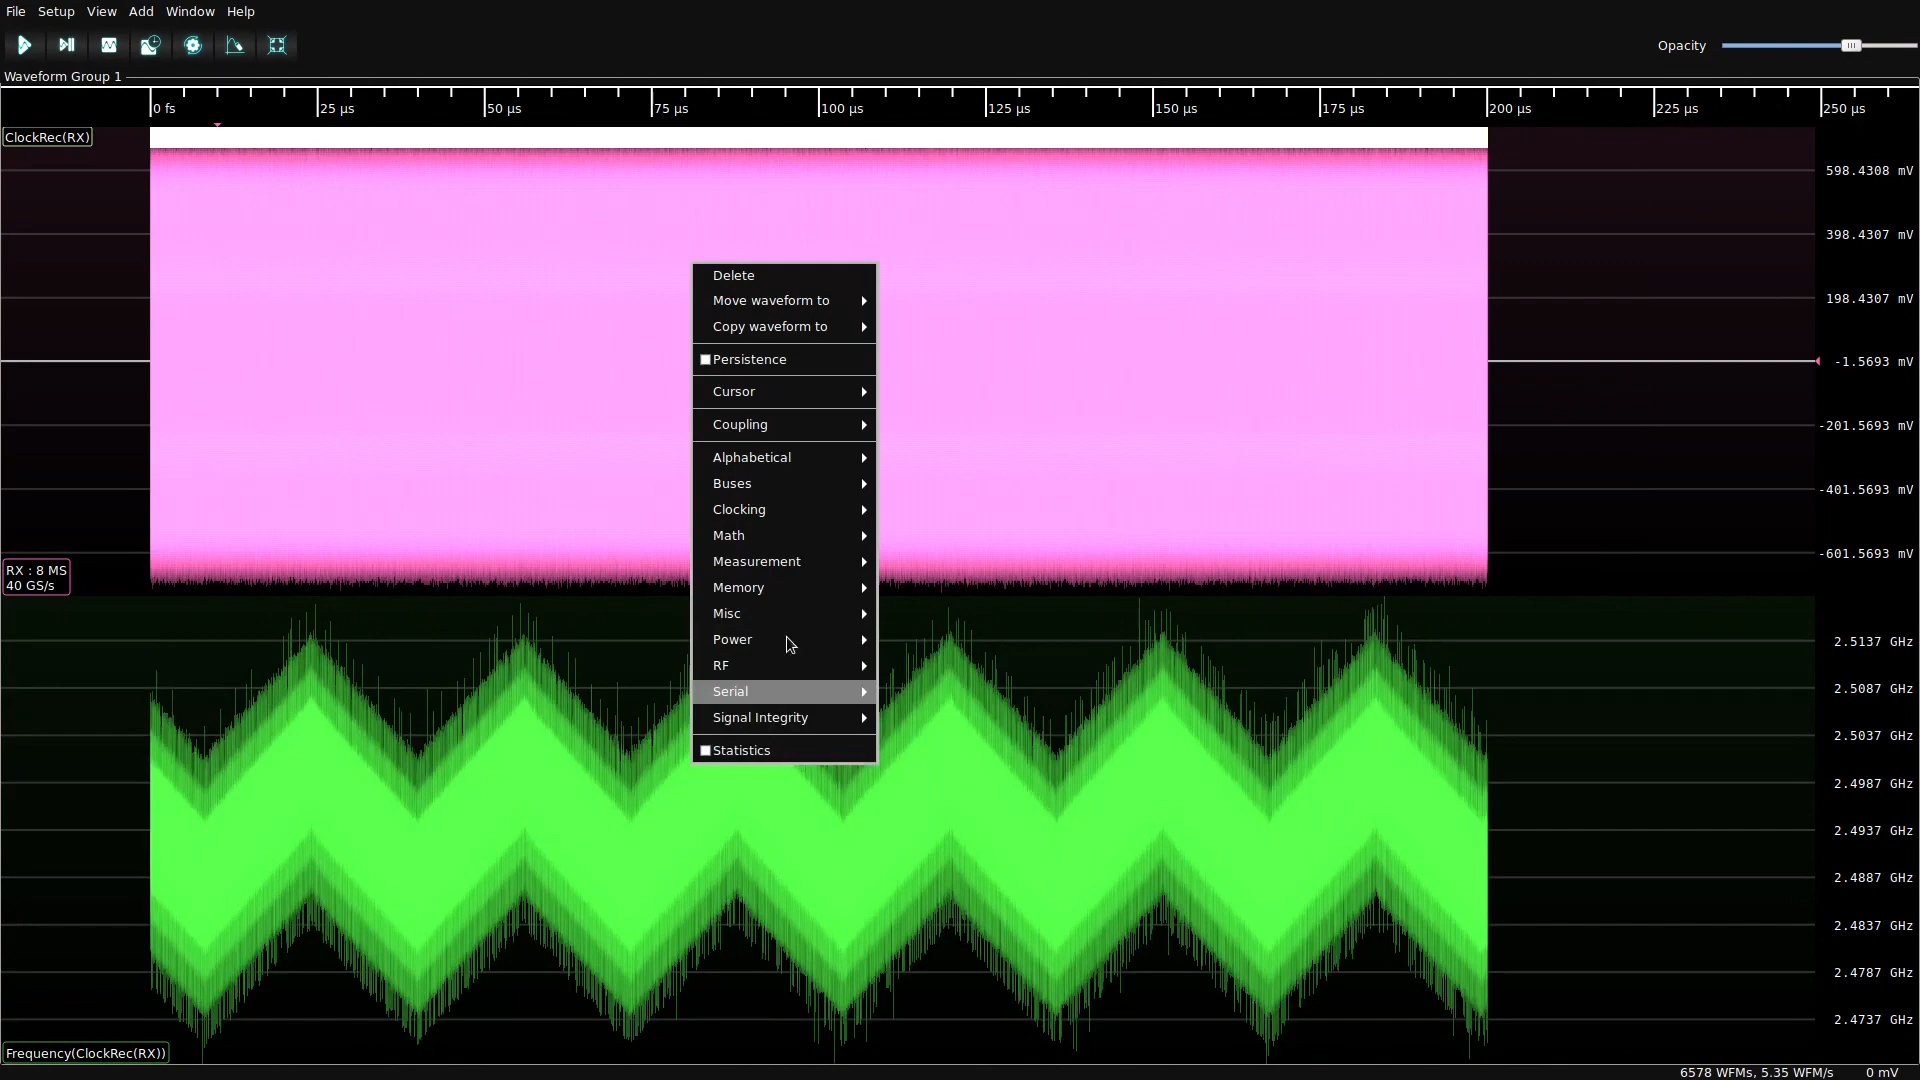 File Setup View Add Window Help
Opacity
Waveform Group 1
0 fs 25 µs 50 µs 75 µs 100 µs 125 µs 150 µs 175 µs 200 µs 225 µs 250 µs
ClockRec(RX)
598.4308 mV
398.4307 mV
198.4307 mV
-1.5693 mV
-201.5693 mV
-401.5693 mV
-601.5693 mV
RX : 8 MS
40 GS/s
Delete
Move waveform to
Copy waveform to
Persistence
Cursor
Coupling
Alphabetical
Buses
Clocking
Math
Measurement
Memory
Misc
Power
RF
Serial
Signal Integrity
Statistics
2.5137 GHz
2.5087 GHz
2.5037 GHz
2.4987 GHz
2.4937 GHz
2.4887 GHz
2.4837 GHz
2.4787 GHz
2.4737 GHz
Frequency(ClockRec(RX))
6578 WFMs, 5.35 WFM/s 0 mV